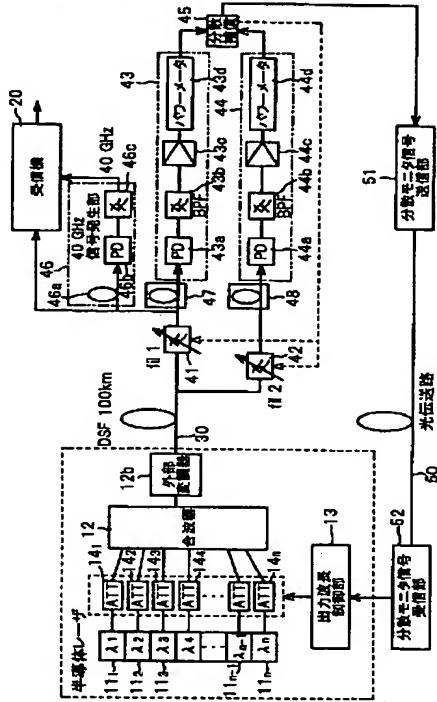 半導体レーザ
11₁
11₂
11₃
11₄
11ₙ₋₁
11ₙ
λ1
λ2
λ3
λ4
λn-1
λn
14₁
14₂
14₃
14₄
14ₙ
ATT
ATT
ATT
ATT
ATT
ATT
12
合波器
12b
外部
変調器
13
出力波長
制御部
DSF 100km
30
fil 1
41
fil 2
42
46
46a
46b
40 GHz
信号発生部
PD
40 GHz
46c
20
受信機
47
48
43
PD
43a
43b
BPF
43c
パワーメータ
43d
44
PD
44a
44b
BPF
44c
パワーメータ
44d
45
分散
補償
51
分散モニタ信号
送信部
光伝送路
50
52
分散モニタ信号
受信部